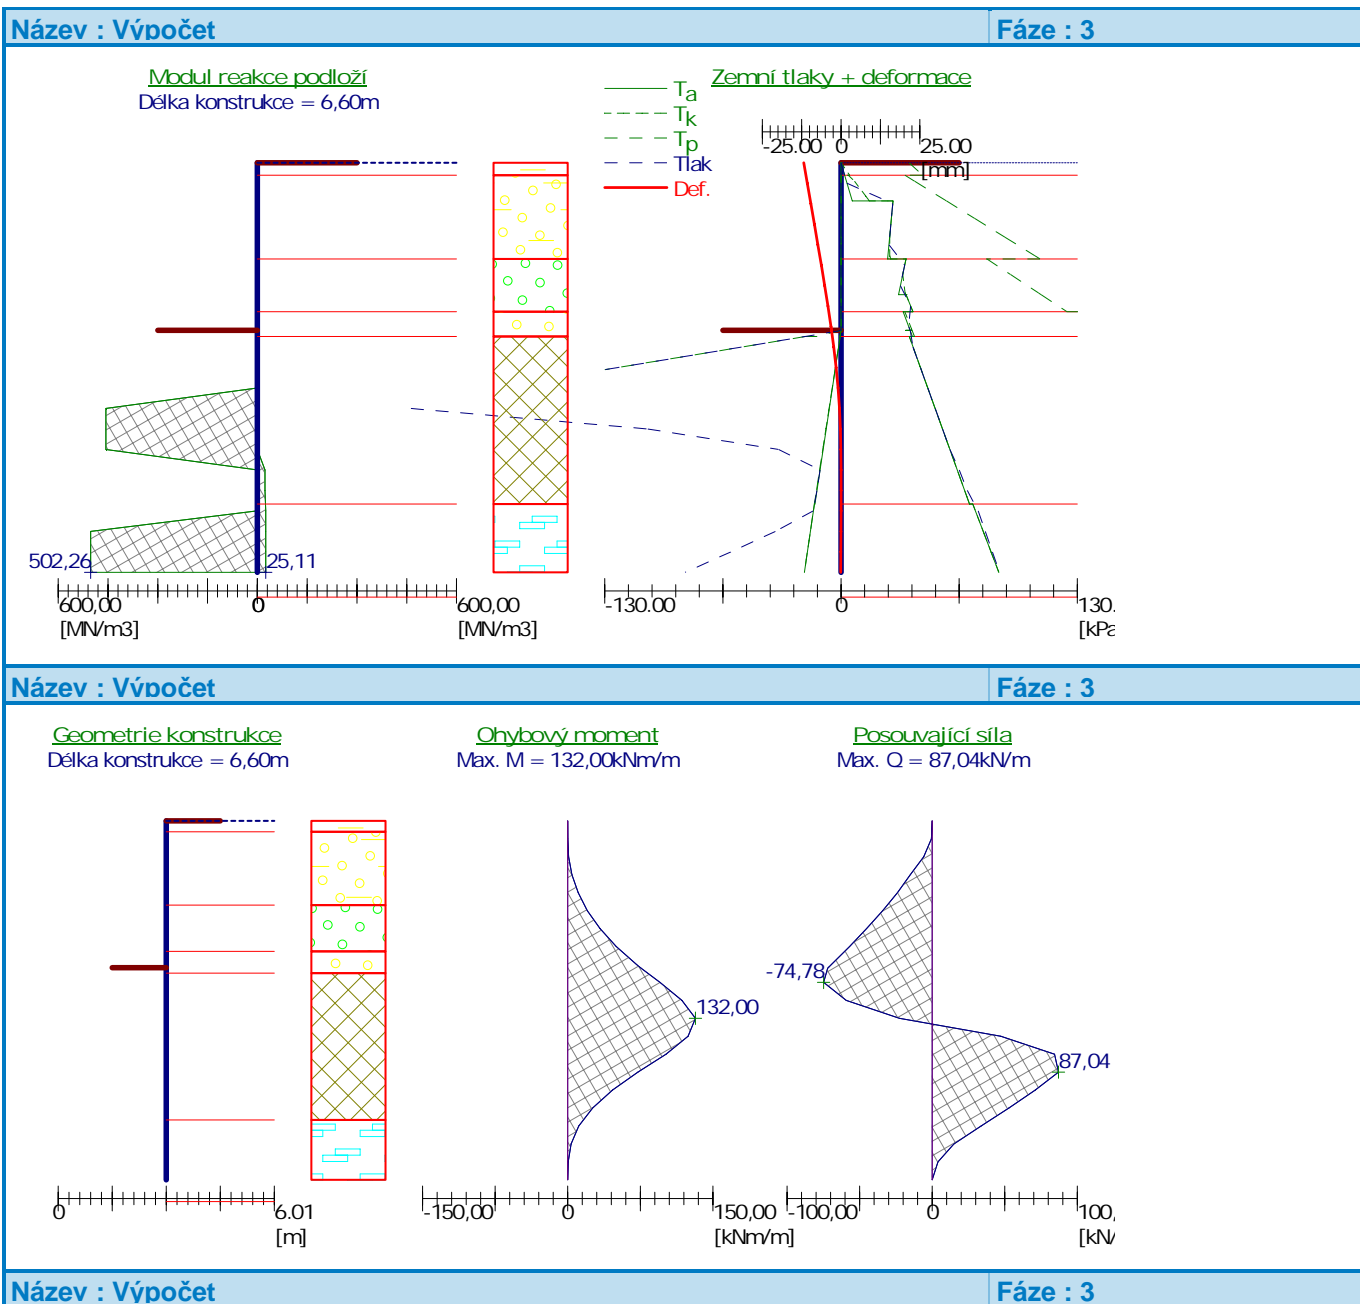 Název : Výpočet Fáze : 3
Modul reakce podloží
Délka konstrukce = 6,60m
Zemní tlaky + deformace
Ta
Tk
Tp
Tlak
Def.
-25.00 0 25.00
[mm]
502,26 25,11
600,00 0 600,00
[MN/m3] [MN/m3]
-130.00 0 130.
[kPa
Název : Výpočet Fáze : 3
Geometrie konstrukce
Délka konstrukce = 6,60m
Ohybový moment
Max. M = 132,00kNm/m
Posouvající síla
Max. Q = 87,04kN/m
132,00
-74,78
87,04
0 6.01
[m]
-150,00 0 150,00
[kNm/m]
-100,00 0 100,
[kN/
Název : Výpočet Fáze : 3